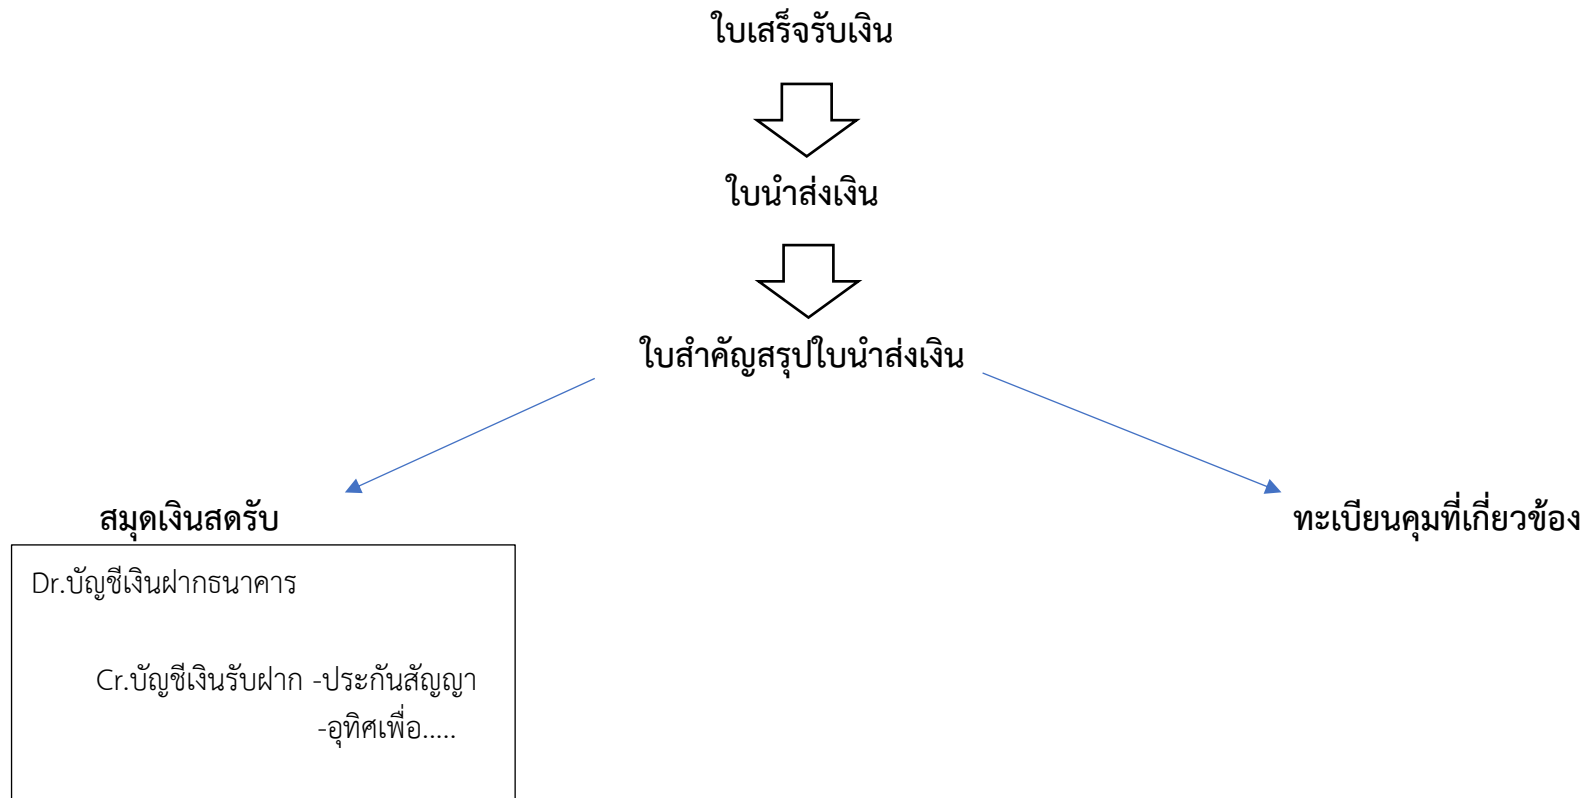 ใบเสร็จรับเงิน
ใบนำส่งเงิน
ใบสำคัญสรุปใบนำส่งเงิน
สมุดเงินสดรับ
ทะเบียนคุมที่เกี่ยวข้อง
Dr.บัญชีเงินฝากธนาคาร
Cr.บัญชีเงินรับฝาก -ประกันสัญญา
-อุทิศเพื่อ.....